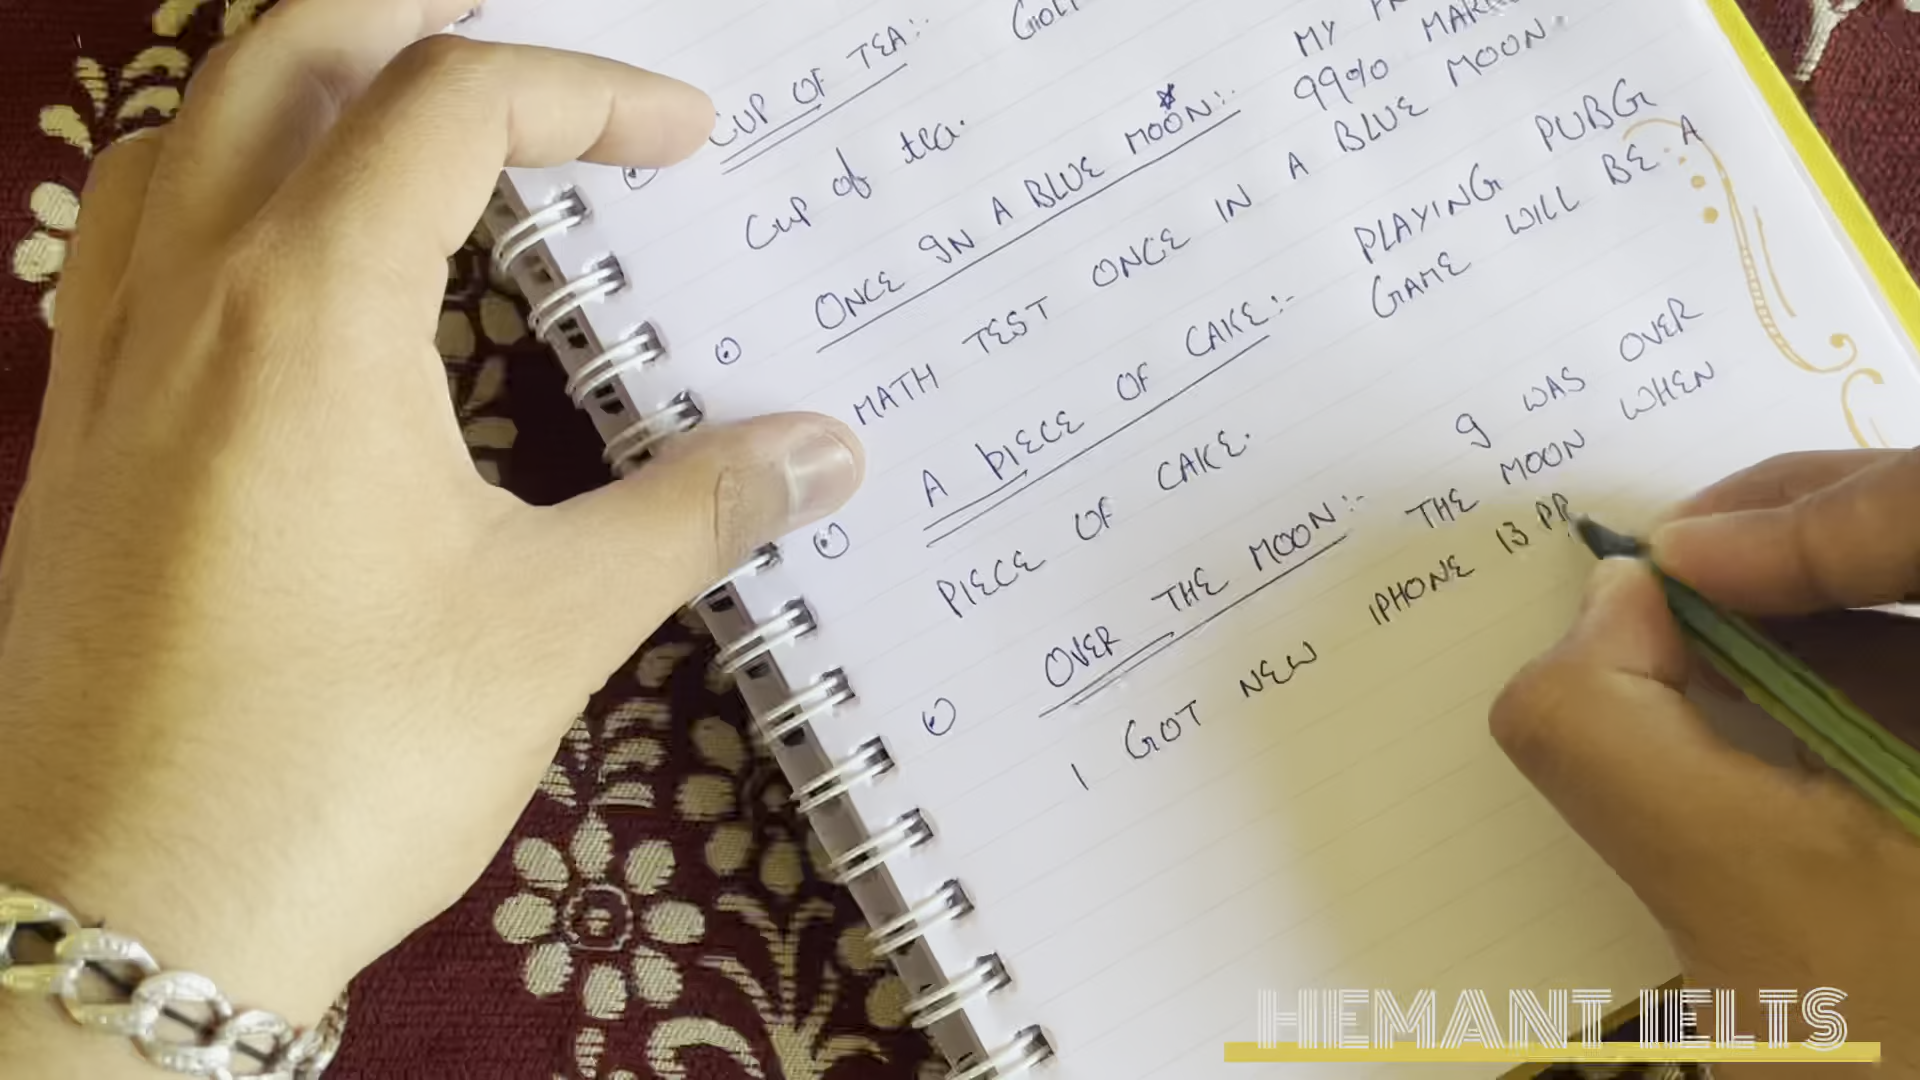 CUP OF TEA:-
Cup of tea.
MY
ONCE IN A BLUE MOON:- 99%
MATH TEST ONCE IN A BLUE MOON.
A PIECE OF CAKE:- PLAYING PUBG
GAME WILL BE A
PIECE OF CAKE.
OVER THE MOON:- I WAS OVER
THE MOON WHEN
I GOT NEW IPHONE 13 PR
HEMANT IELTS